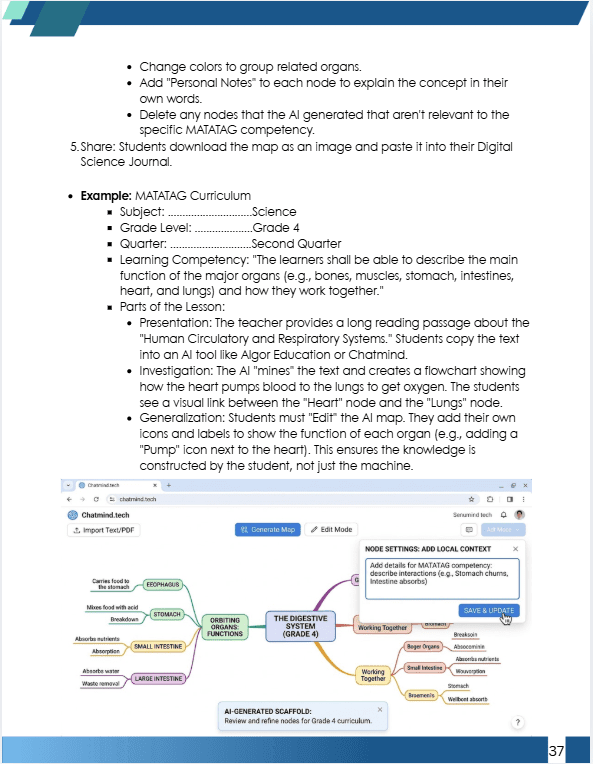 • Change colors to group related organs.
• Add "Personal Notes" to each node to explain the concept in their
own words.
• Delete any nodes that the AI generated that aren't relevant to the
specific MATATAG competency.
5.Share: Students download the map as an image and paste it into their Digital
Science Journal.
• Example: MATATAG Curriculum
▪ Subject: .............................Science
▪ Grade Level: ....................Grade 4
▪ Quarter: ............................Second Quarter
▪ Learning Competency: "The learners shall be able to describe the main
function of the major organs (e.g., bones, muscles, stomach, intestines,
heart, and lungs) and how they work together."
▪ Parts of the Lesson:
• Presentation: The teacher provides a long reading passage about the
"Human Circulatory and Respiratory Systems." Students copy the text
into an AI tool like Algor Education or Chatmind.
• Investigation: The AI "mines" the text and creates a flowchart showing
how the heart pumps blood to the lungs to get oxygen. The students
see a visual link between the "Heart" node and the "Lungs" node.
• Generalization: Students must "Edit" the AI map. They add their own
icons and labels to show the function of each organ (e.g., adding a
"Pump" icon next to the heart). This ensures the knowledge is
constructed by the student, not just the machine.
Chatmind.tech
chatmind.tech
Chatmind.tech
Senumind tech
Import Text/PDF
Generate Map
Edit Mode
NODE SETTINGS: ADD LOCAL CONTEXT
Add details for MATATAG competency:
describe interactions (e.g., Stomach churns,
Intestine absorbs)
SAVE & UPDATE
Carries food to
the stomach
EEOPHAGUS
Mixes food with acid
Breakdown
STOMACH
Absorbs nutrients
Absorption
SMALL INTESTINE
Absorbs water
Waste removal
LARGE INTESTINE
ORBITING
ORGANS:
FUNCTIONS
THE DIGESTIVE
SYSTEM
(GRADE 4)
Working Together
Stomach
Working
Together
Boger Organs
Breaksoin
Absocominie
Small Intestine
Absorbs nutrients
Wouvorption
Broemenis
Stomach
Wellbont absorb
AI-GENERATED SCAFFOLD:
Review and refine nodes for Grade 4 curriculum.
?
37